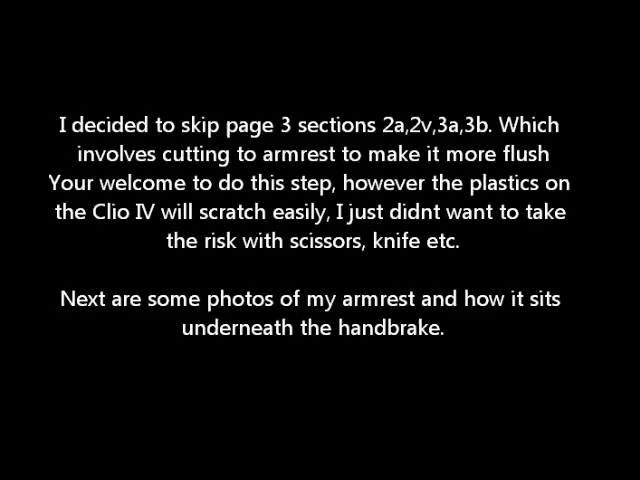 I decided to skip page 3 sections 2a,2v,3a,3b. Which
involves cutting to armrest to make it more flush
Your welcome to do this step, however the plastics on
the Clio IV will scratch easily, I just didnt want to take
the risk with scissors, knife etc.
Next are some photos of my armrest and how it sits
underneath the handbrake.